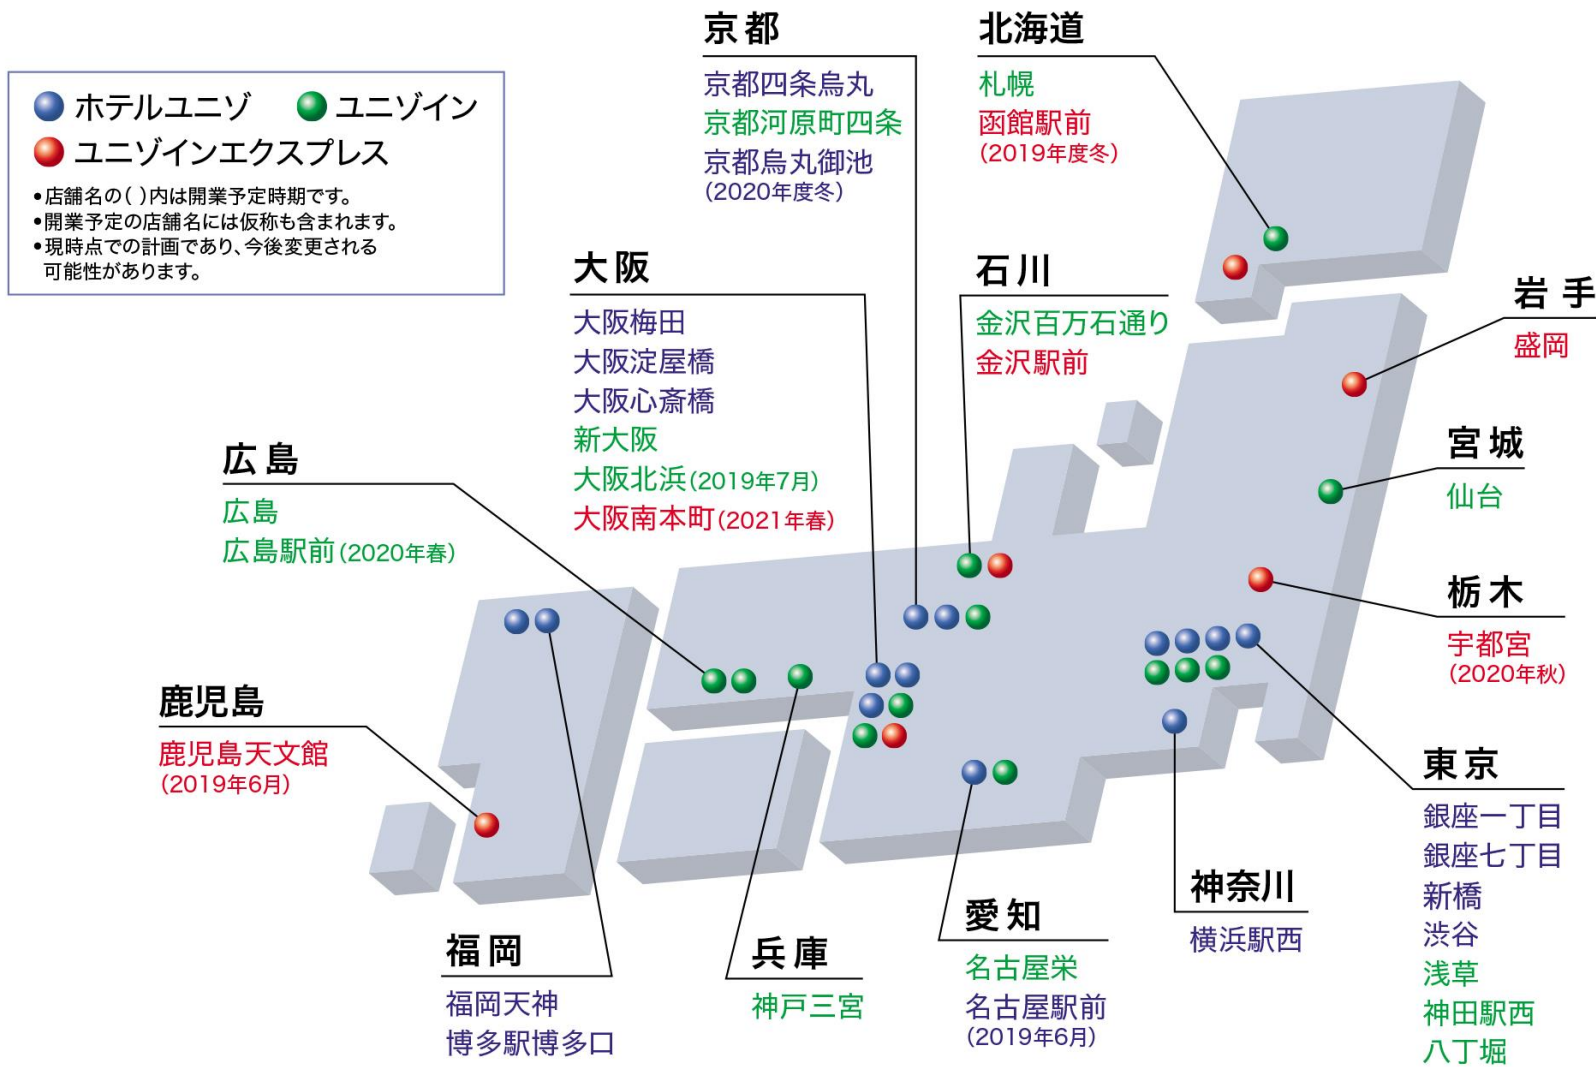 ホテルユニゾ ユニゾイン
ユニゾインエクスプレス
•店舗名の( )内は開業予定時期です。
•開業予定の店舗名には仮称も含まれます。
•現時点での計画であり、今後変更される
可能性があります。
京都
京都四条烏丸
京都河原町四条
京都烏丸御池
(2020年度冬)
北海道
札幌
函館駅前
(2019年度冬)
大阪
大阪梅田
大阪淀屋橋
大阪心斎橋
新大阪
大阪北浜(2019年7月)
大阪南本町(2021年春)
石川
金沢百万石通り
金沢駅前
岩手
盛岡
宮城
仙台
広島
広島
広島駅前(2020年春)
栃木
宇都宮
(2020年秋)
鹿児島
鹿児島天文館
(2019年6月)
東京
銀座一丁目
銀座七丁目
新橋
渋谷
浅草
神田駅西
八丁堀
神奈川
横浜駅西
愛知
名古屋栄
名古屋駅前
(2019年6月)
兵庫
神戸三宮
福岡
福岡天神
博多駅博多口